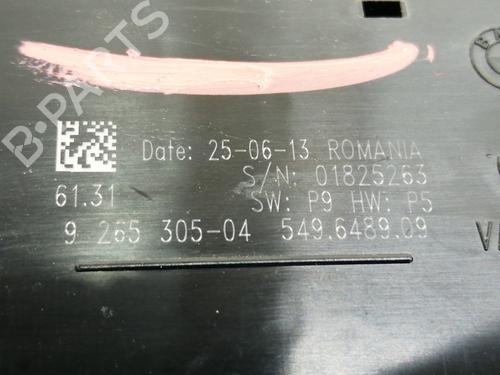 B-PARTS
Date: 25-06-13 ROMANIA
S/N: 01825263
61.31
SW: P9 HW: P5
9 265 305-04 549.6489.09